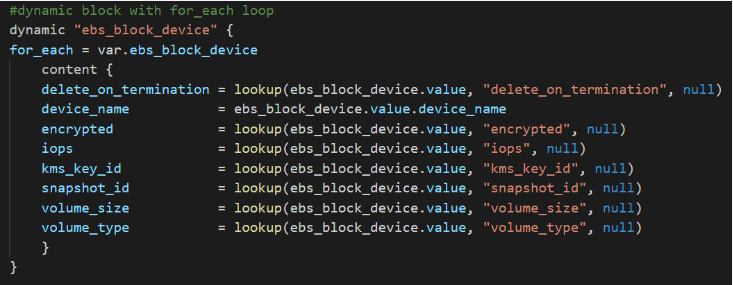 #dynamic block with for_each loop
dynamic "ebs_block_device" {
for_each = var.ebs_block_device
    content {
    delete_on_termination = lookup(ebs_block_device.value, "delete_on_termination", null)
    device_name           = ebs_block_device.value.device_name
    encrypted             = lookup(ebs_block_device.value, "encrypted", null)
    iops                  = lookup(ebs_block_device.value, "iops", null)
    kms_key_id            = lookup(ebs_block_device.value, "kms_key_id", null)
    snapshot_id           = lookup(ebs_block_device.value, "snapshot_id", null)
    volume_size           = lookup(ebs_block_device.value, "volume_size", null)
    volume_type           = lookup(ebs_block_device.value, "volume_type", null)
    }
}